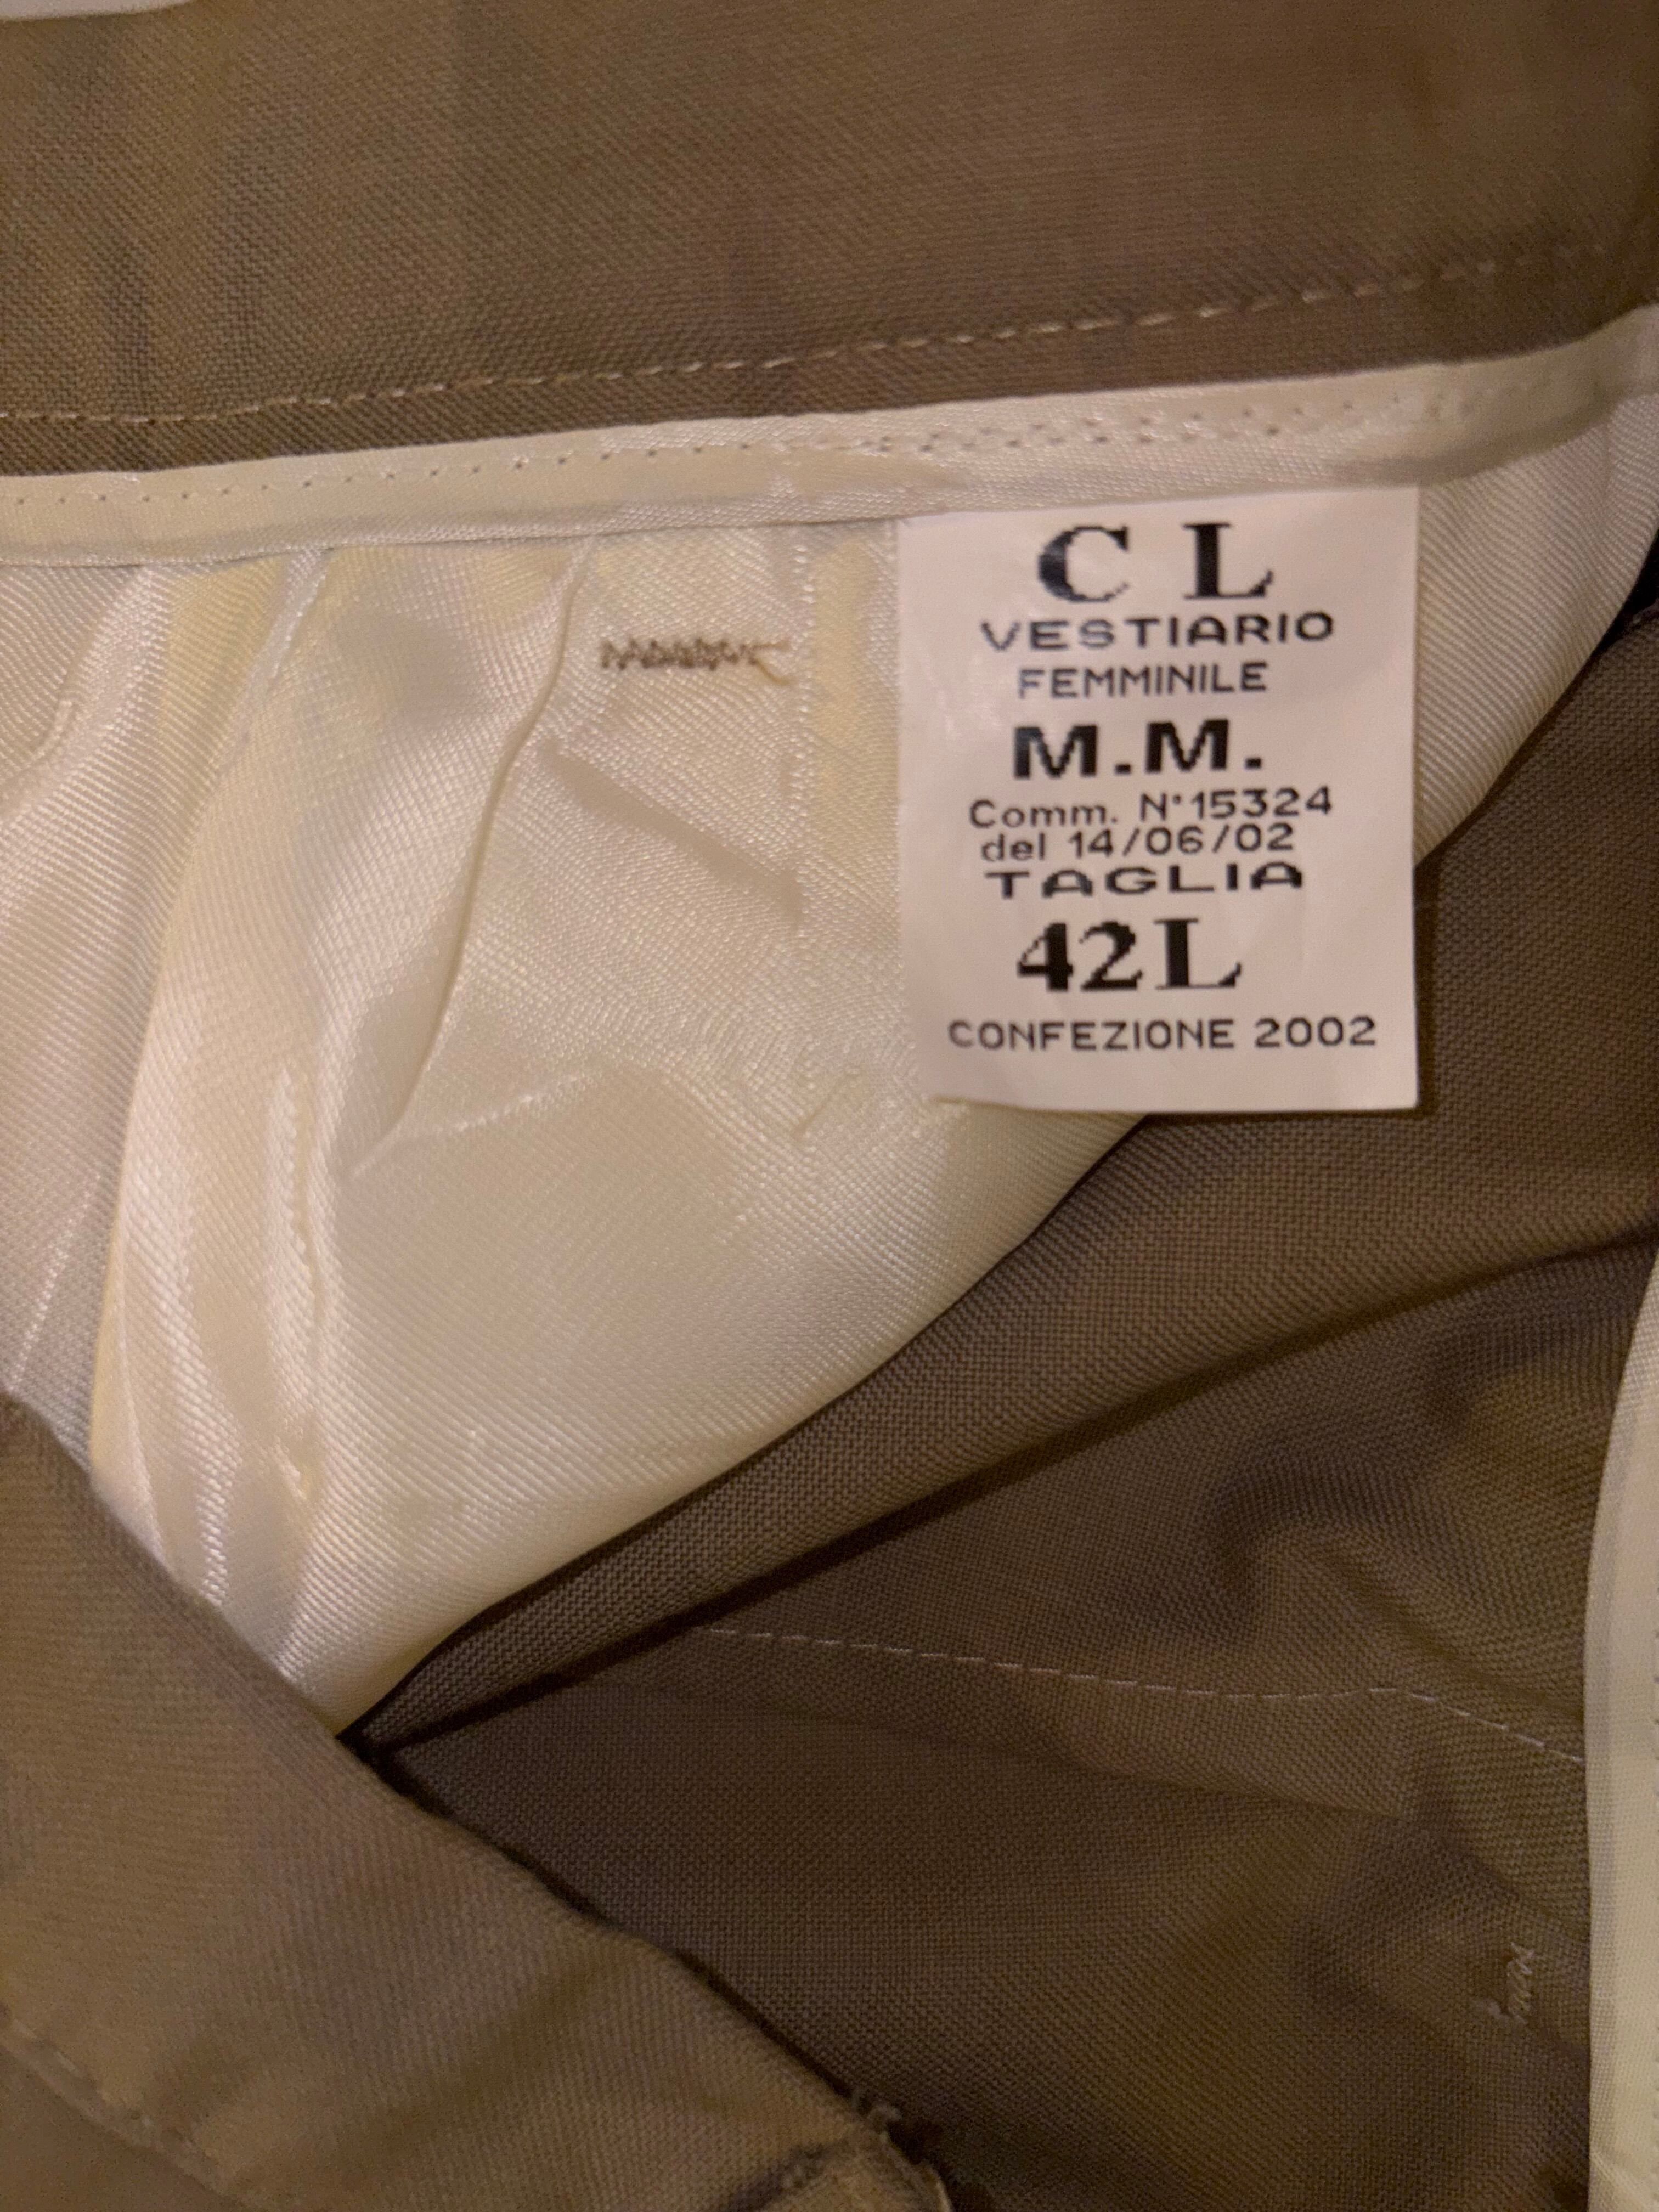 C L
VESTIARIO
FEMMINILE
M.M.
Comm. N°15324
del 14/06/02
TAGLIA
42L
CONFEZIONE 2002